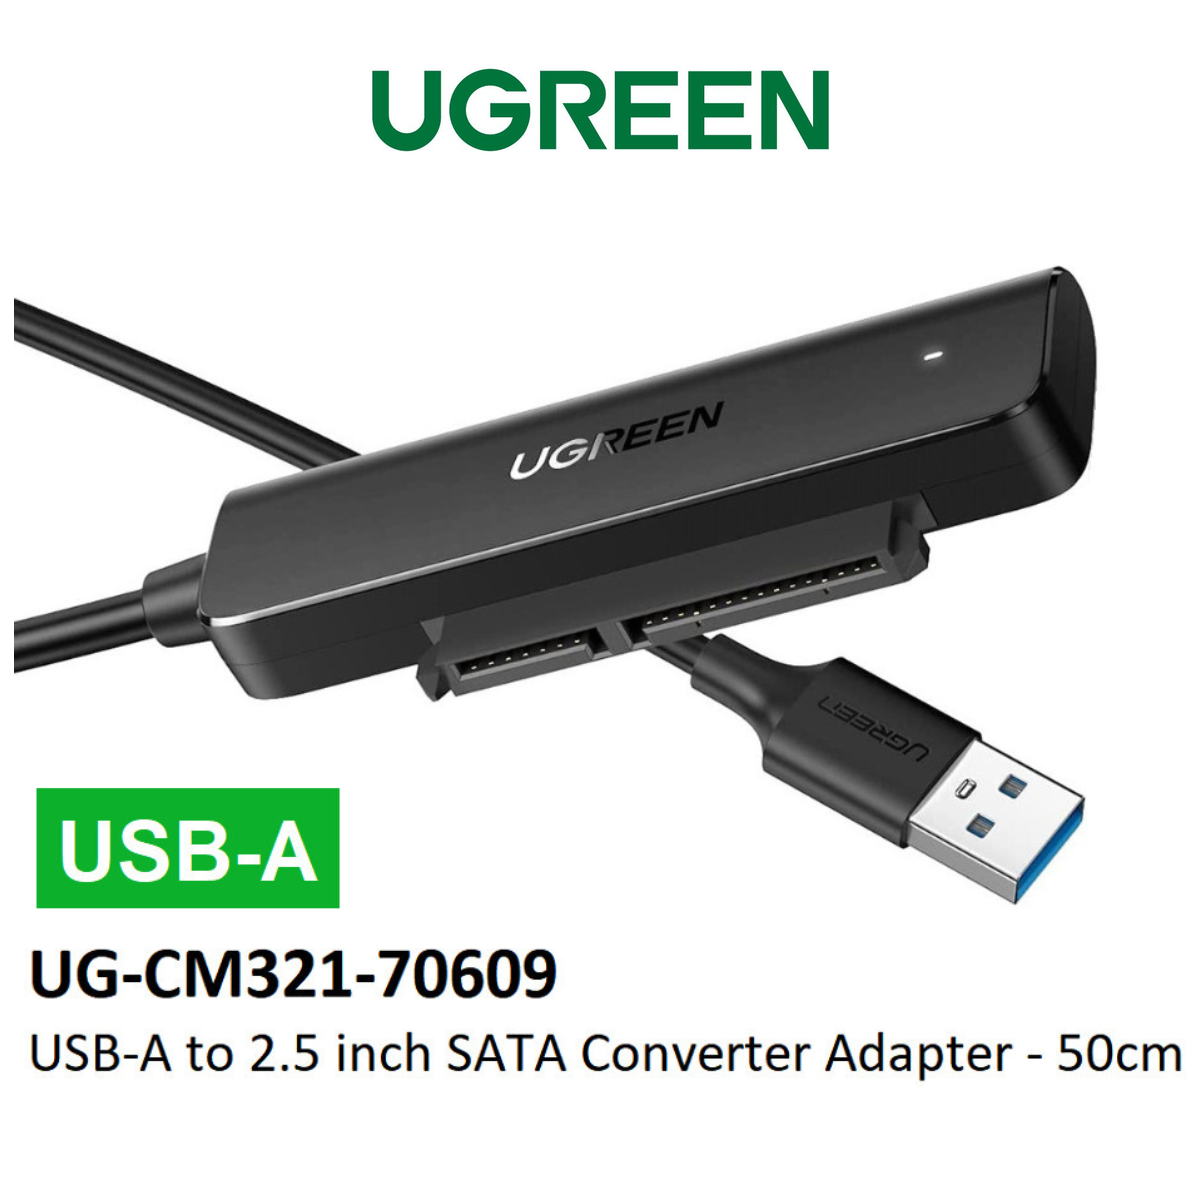 UGREEN
UGREEN
UGREEN
USB-A
UG-CM321-70609
USB-A to 2.5 inch SATA Converter Adapter - 50cm